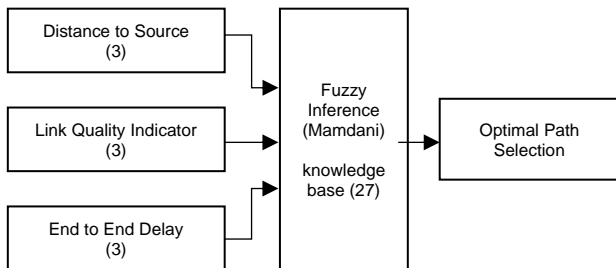 Distance to Source
(3)
Link Quality Indicator
(3)
End to End Delay
(3)
Fuzzy
Inference
(Mamdani)
knowledge
base (27)
Optimal Path
Selection